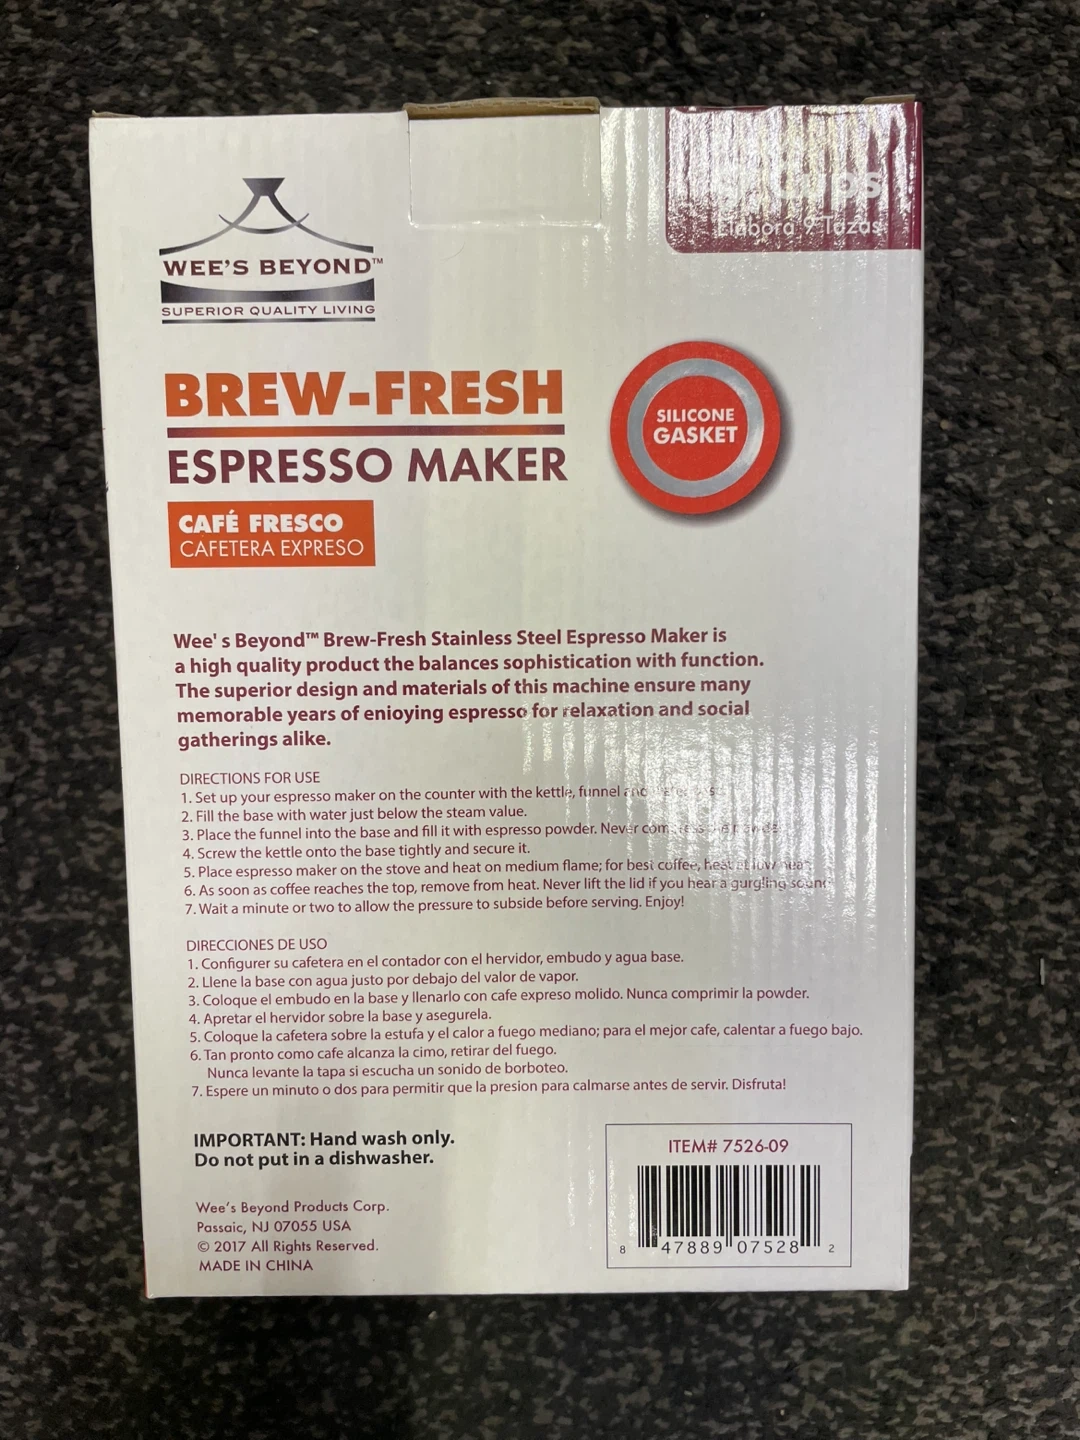 Elabora 9 Tazas
WEE'S BEYOND™
SUPERIOR QUALITY LIVING
BREW-FRESH
ESPRESSO MAKER
CAFÉ FRESCO
CAFETERA EXPRESO
SILICONE
GASKET
Wee' s Beyond™ Brew-Fresh Stainless Steel Espresso Maker is
a high quality product the balances sophistication with function.
The superior design and materials of this machine ensure many
memorable years of enioying espresso for relaxation and social
gatherings alike.
DIRECTIONS FOR USE
1. Set up your espresso maker on the counter with the kettle, funnel and
2. Fill the base with water just below the steam value.
3. Place the funnel into the base and fill it with espresso powder. Never compress the
4. Screw the kettle onto the base tightly and secure it.
5. Place espresso maker on the stove and heat on medium flame; for best coffee, heat at low heat.
6. As soon as coffee reaches the top, remove from heat. Never lift the lid if you hear a gurgling sound
7. Wait a minute or two to allow the pressure to subside before serving. Enjoy!
DIRECCIONES DE USO
1. Configurer su cafetera en el contador con el hervidor, embudo y agua base.
2. Llene la base con agua justo por debajo del valor de vapor.
3. Coloque el embudo en la base y llenarlo con cafe expreso molido. Nunca comprimir la powder.
4. Apretar el hervidor sobre la base y asegurela.
5. Coloque la cafetera sobre la estufa y el calor a fuego mediano; para el mejor cafe, calentar a fuego bajo.
6. Tan pronto como cafe alcanza la cimo, retirar del fuego.
Nunca levante la tapa si escucha un sonido de borboteo.
7. Espere un minuto o dos para permitir que la presion para calmarse antes de servir. Disfruta!
IMPORTANT: Hand wash only.
Do not put in a dishwasher.
Wee's Beyond Products Corp.
Passaic, NJ 07055 USA
© 2017 All Rights Reserved.
MADE IN CHINA
ITEM# 7526-09
8 47889 07528 2